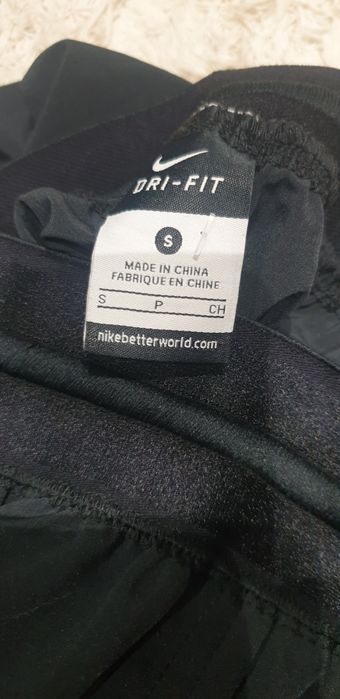 DRI-FIT
S
MADE IN CHINA
FABRIQUE EN CHINE
S P CH
nikebetterworld.com